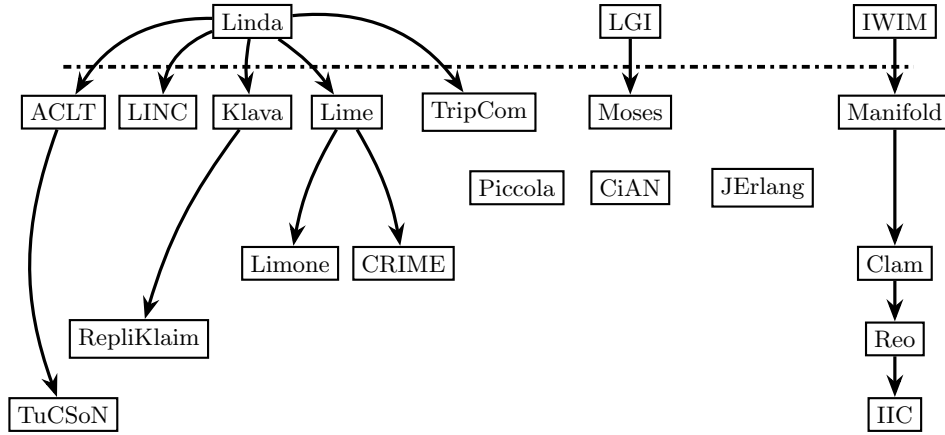 Linda
LGI
IWIM
ACLT
LINC
Klava
Lime
TripCom
Moses
Manifold
Piccola
CiAN
JErlang
Limone
CRIME
Clam
RepliKlaim
Reo
TuCSoN
IIC